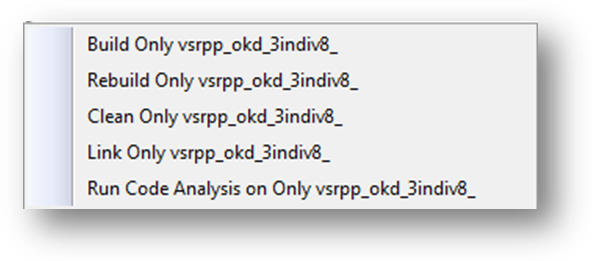 Build Only vsrpp_okd_3indiv8_
Rebuild Only vsrpp_okd_3indiv8_
Clean Only vsrpp_okd_3indiv8_
Link Only vsrpp_okd_3indiv8_
Run Code Analysis on Only vsrpp_okd_3indiv8_